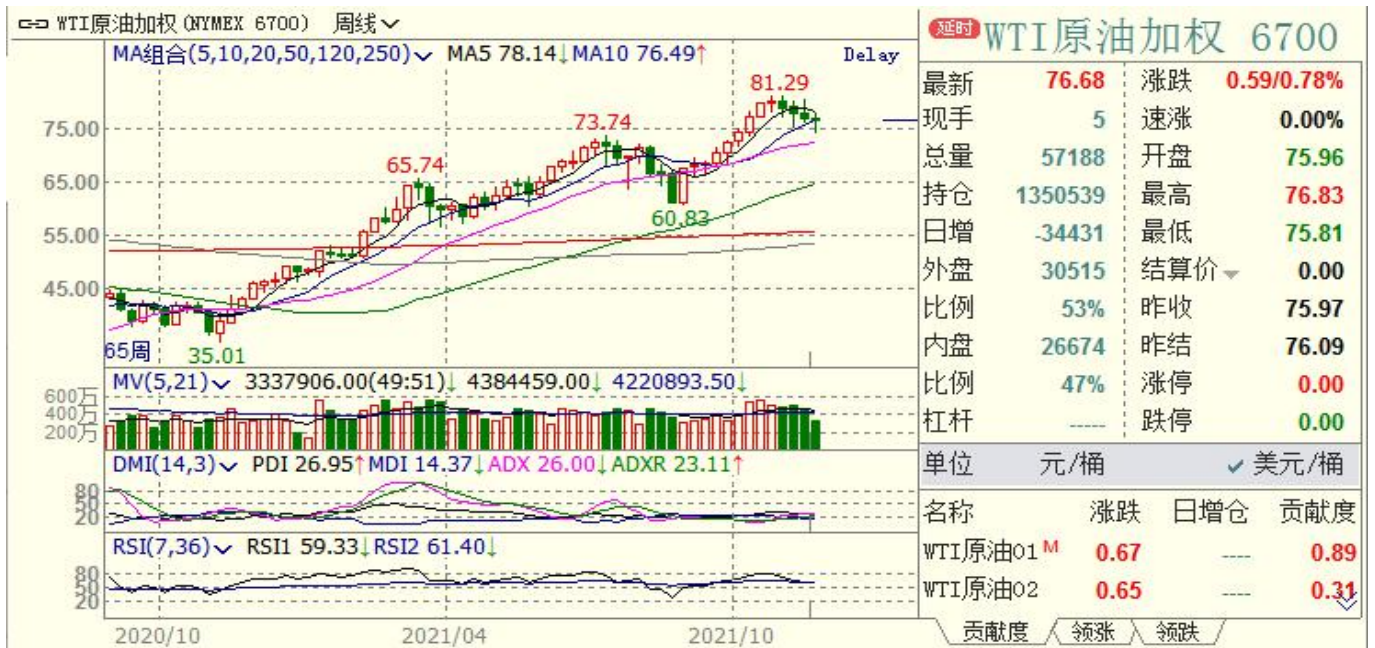 WTI原油加权(NYMEX 6700) 周线
MA组合(5,10,20,50,120,250) MA5 78.14↓ MA10 76.49↑ Delay
81.29
75.00
73.74
65.74
65.00
60.83
55.00
45.00
65周
35.01
MV(5,21) 3337906.00(49:51)↓ 4384459.00↓ 4220893.50↓
600万
400万
200万
DMI(14,3) PDI 26.95↑ MDI 14.37↓ ADX 26.00↓ ADXR 23.11↑
80
50
20
RSI(7,36) RSI1 59.33↓ RSI2 61.40↓
80
50
20
2020/10 2021/04 2021/10
延时 WTI原油加权 6700
最新 76.68 涨跌 0.59/0.78%
现手 5 速涨 0.00%
总量 57188 开盘 75.96
持仓 1350539 最高 76.83
日增 -34431 最低 75.81
外盘 30515 结算价 0.00
比例 53% 昨收 75.97
内盘 26674 昨结 76.09
比例 47% 涨停 0.00
杠杆 ----- 跌停 0.00
单位 元/桶 ✓ 美元/桶
名称 涨跌 日增仓 贡献度
WTI原油01 M 0.67 ---- 0.89
WTI原油02 0.65 ---- 0.31
贡献度 领涨 领跌